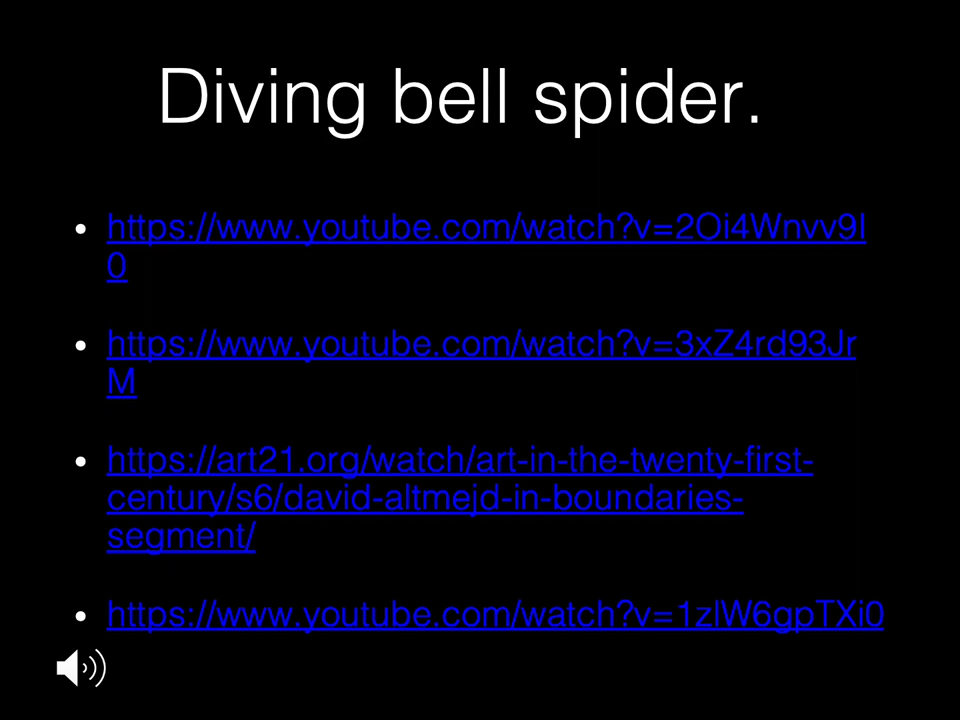 Diving bell spider.
• https://www.youtube.com/watch?v=2Oi4Wnvv9I
0
• https://www.youtube.com/watch?v=3xZ4rd93Jr
M
• https://art21.org/watch/art-in-the-twenty-first-
century/s6/david-altmejd-in-boundaries-
segment/
• https://www.youtube.com/watch?v=1zlW6gpTXi0